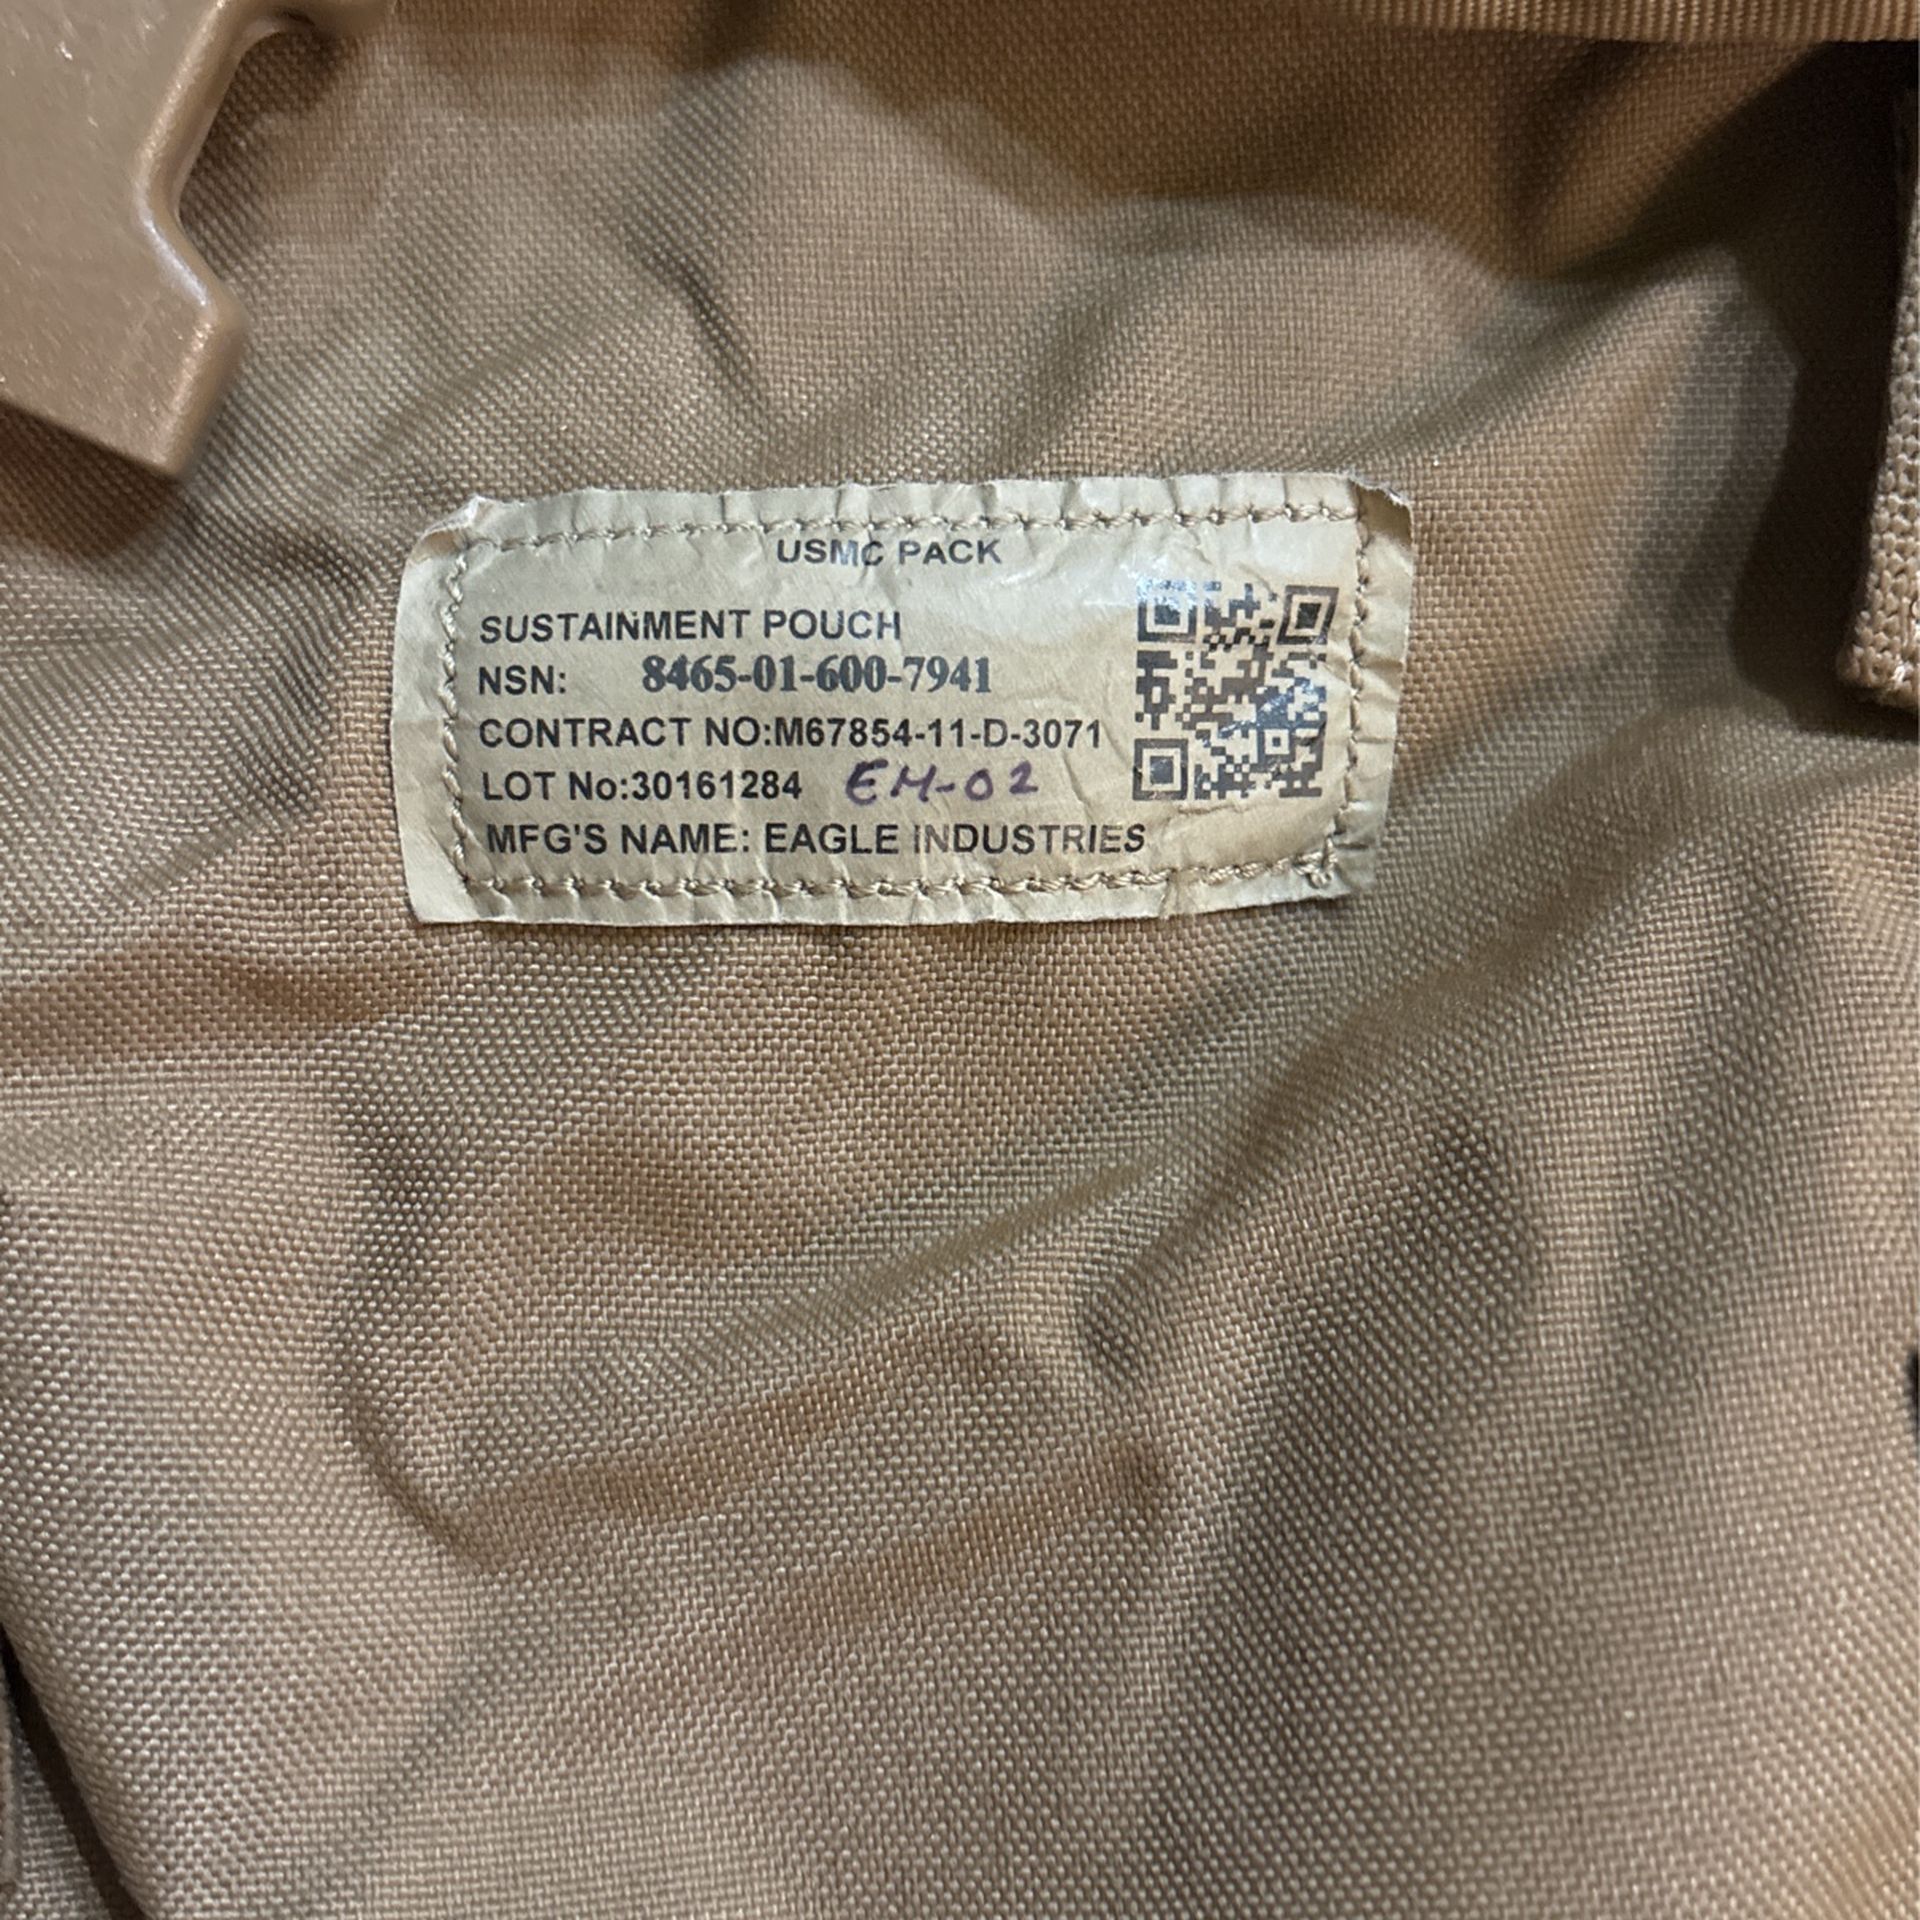 USMC PACK
SUSTAINMENT POUCH
NSN: 8465-01-600-7941
CONTRACT NO:M67854-11-D-3071
LOT No:30161284 EM-02
MFG'S NAME: EAGLE INDUSTRIES